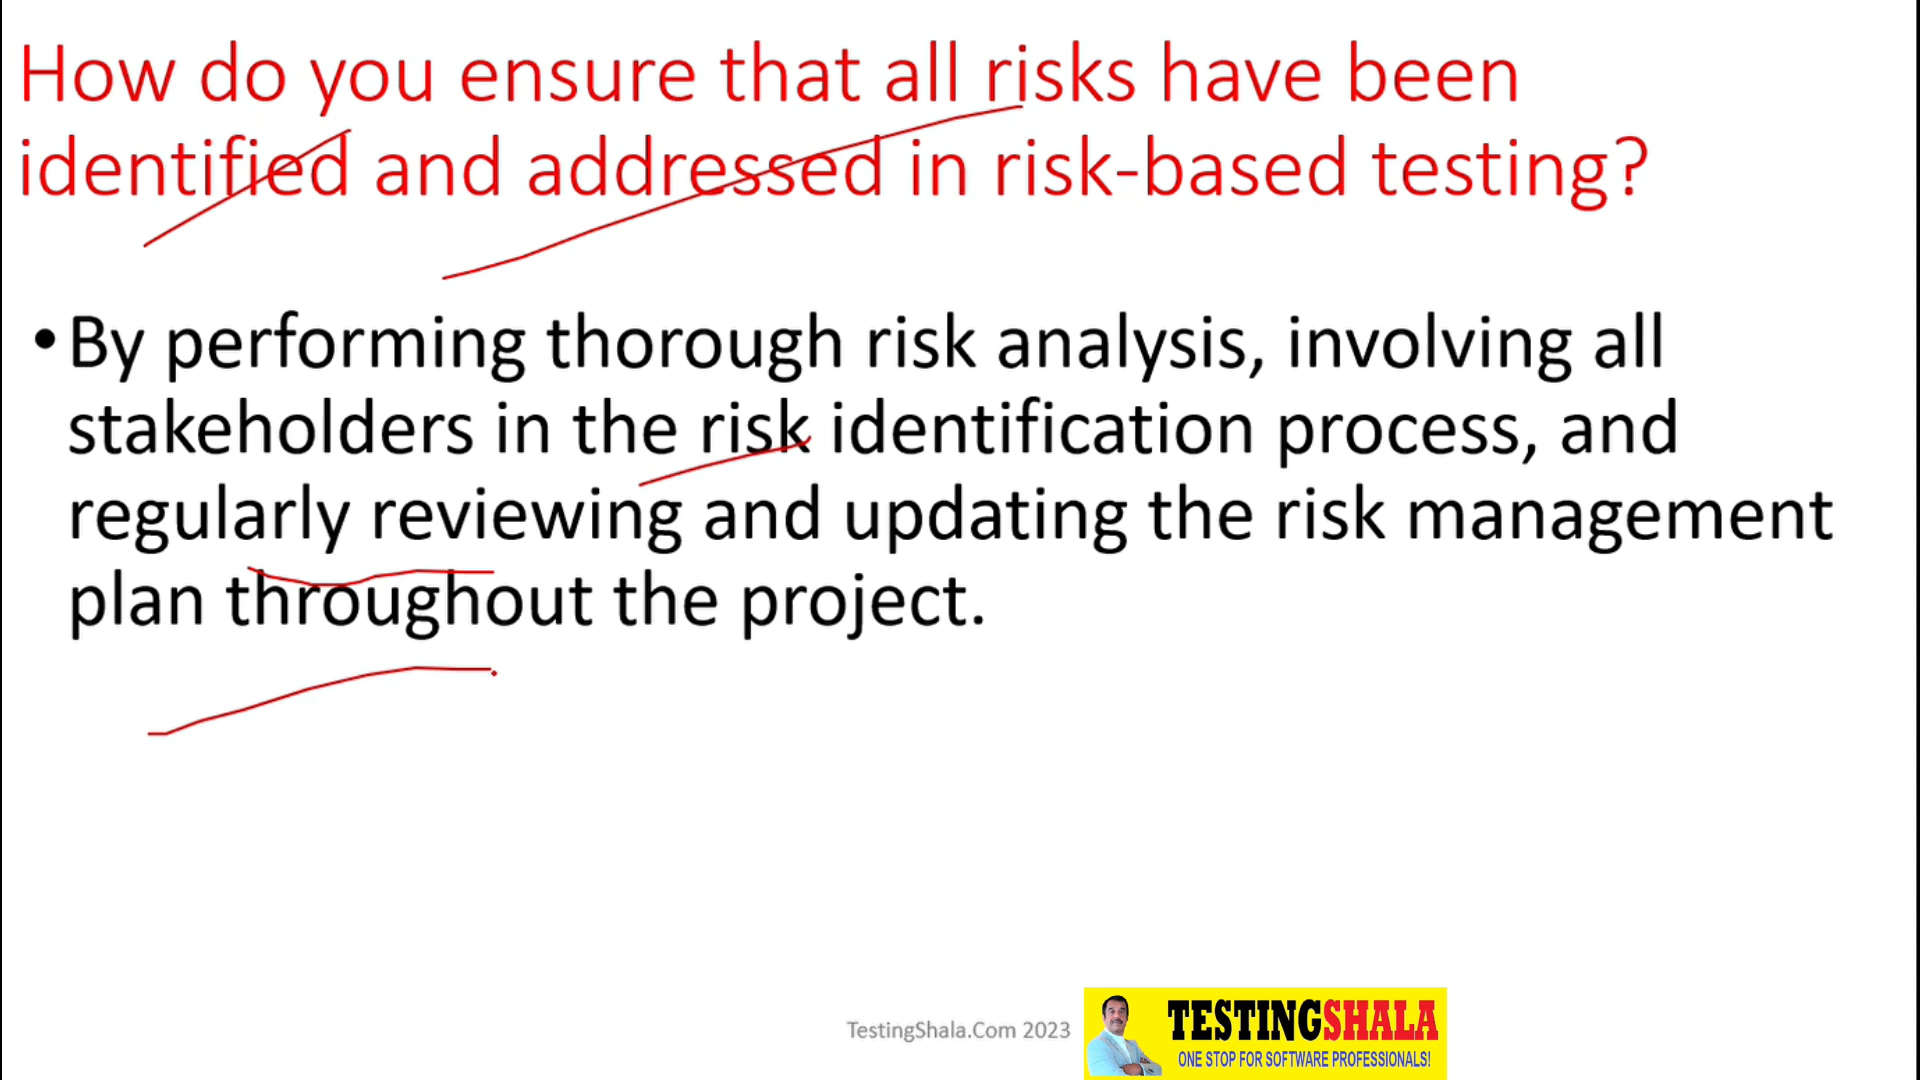 How do you ensure that all risks have been
identified and addressed in risk-based testing?
•By performing thorough risk analysis, involving all
stakeholders in the risk identification process, and
regularly reviewing and updating the risk management
plan throughout the project.
TestingShala.Com 2023
TESTINGSHALA
ONE STOP FOR SOFTWARE PROFESSIONALS!